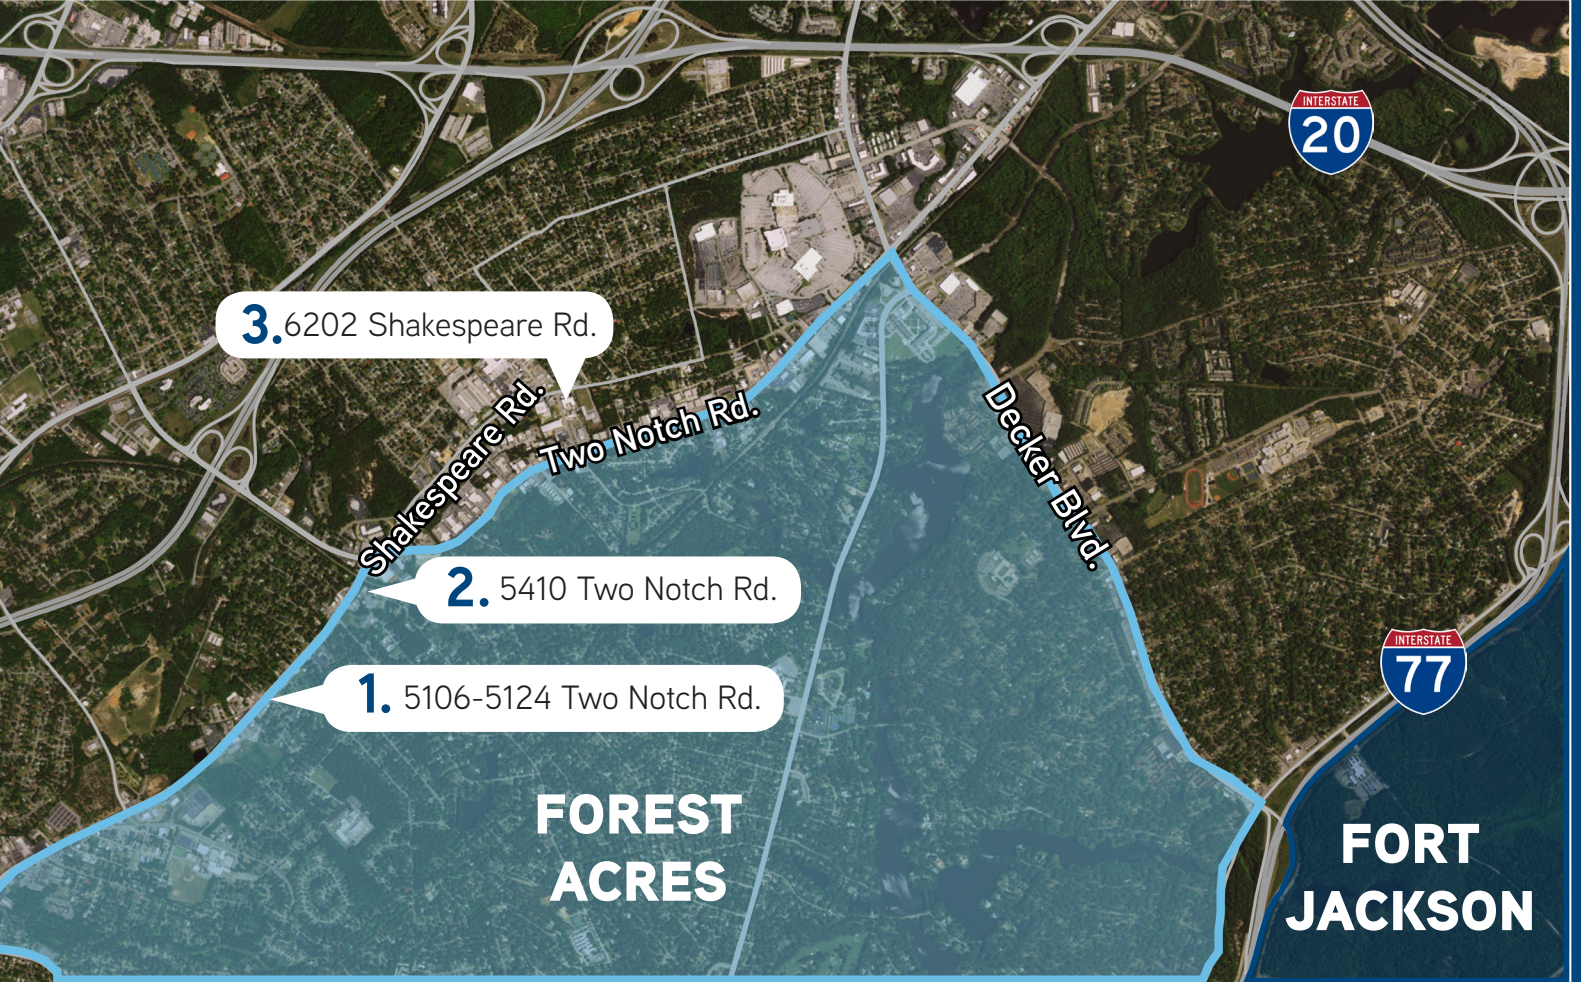 INTERSTATE
20
3. 6202 Shakespeare Rd.
Shakespeare Rd.
Two Notch Rd.
Decker Blvd.
2. 5410 Two Notch Rd.
INTERSTATE
77
1. 5106-5124 Two Notch Rd.
FOREST
ACRES
FORT
JACKSON